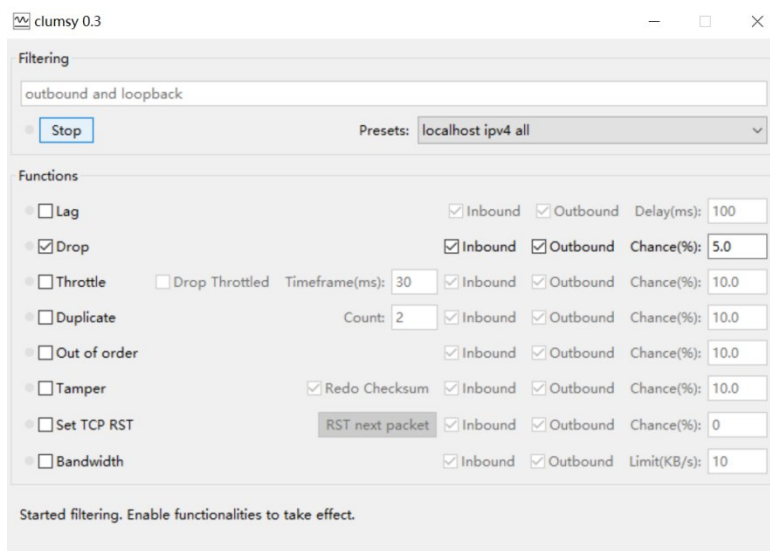 clumsy 0.3
Filtering
outbound and loopback
Stop Presets: localhost ipv4 all
Functions
Lag Inbound Outbound Delay(ms): 100
Drop Inbound Outbound Chance(%): 5.0
Throttle Drop Throttled Timeframe(ms): 30 Inbound Outbound Chance(%): 10.0
Duplicate Count: 2 Inbound Outbound Chance(%): 10.0
Out of order Inbound Outbound Chance(%): 10.0
Tamper Redo Checksum Inbound Outbound Chance(%): 10.0
Set TCP RST RST next packet Inbound Outbound Chance(%): 0
Bandwidth Inbound Outbound Limit(KB/s): 10
Started filtering. Enable functionalities to take effect.